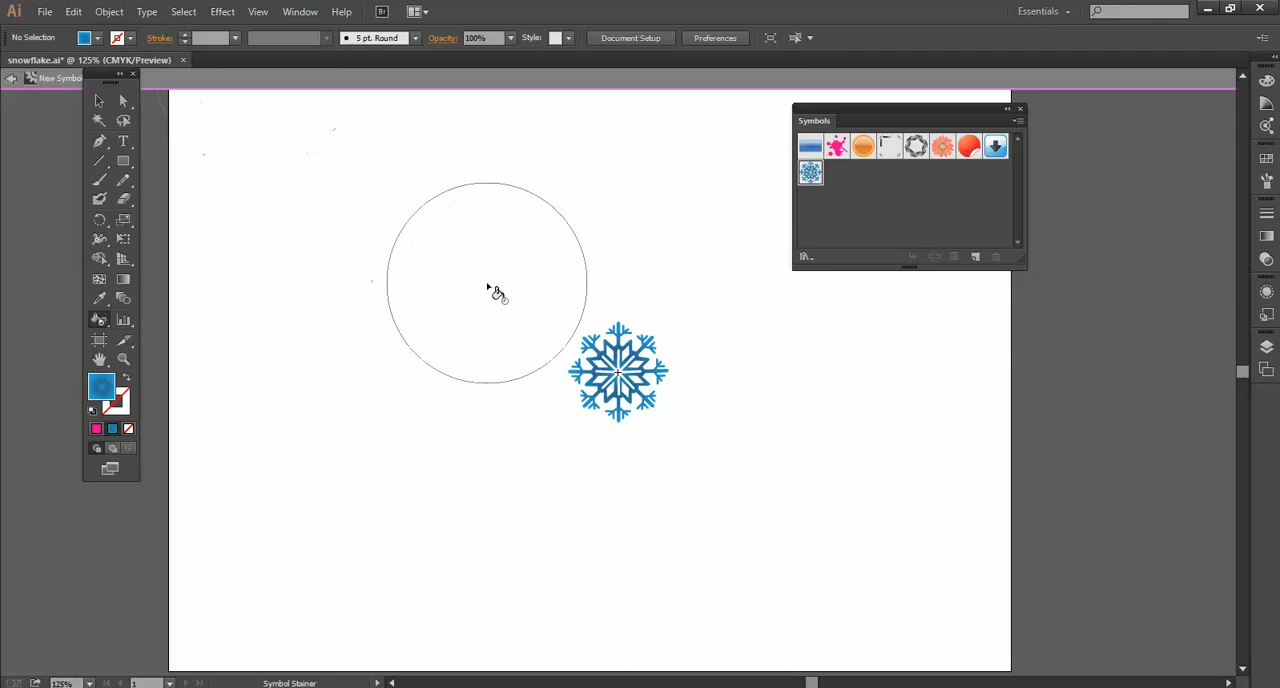 Ai File Edit Object Type Select Effect View Window Help Br Essentials
No Selection Stroke: 5 pt. Round Opacity: 100% Style: Document Setup Preferences
snowflake.ai* @ 125% (CMYK/Preview)
New Symbol
Symbols
125% 1 Symbol Stainer